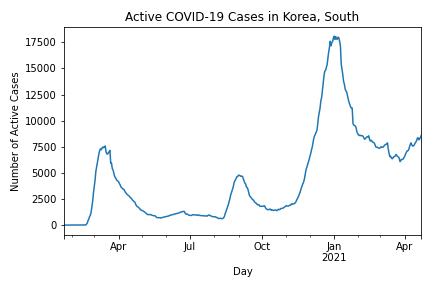 Active COVID-19 Cases in Korea, South
Number of Active Cases
17500
15000
12500
10000
7500
5000
2500
0
Apr
Jul
Oct
Jan
2021
Apr
Day